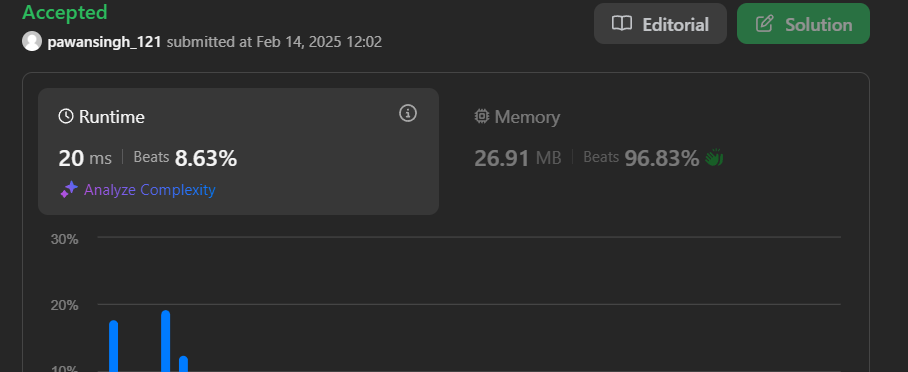 Accepted
pawansingh_121 submitted at Feb 14, 2025 12:02
Editorial
Solution
Runtime
20 ms Beats 8.63%
Analyze Complexity
Memory
26.91 MB Beats 96.83%
30%
20%
10%